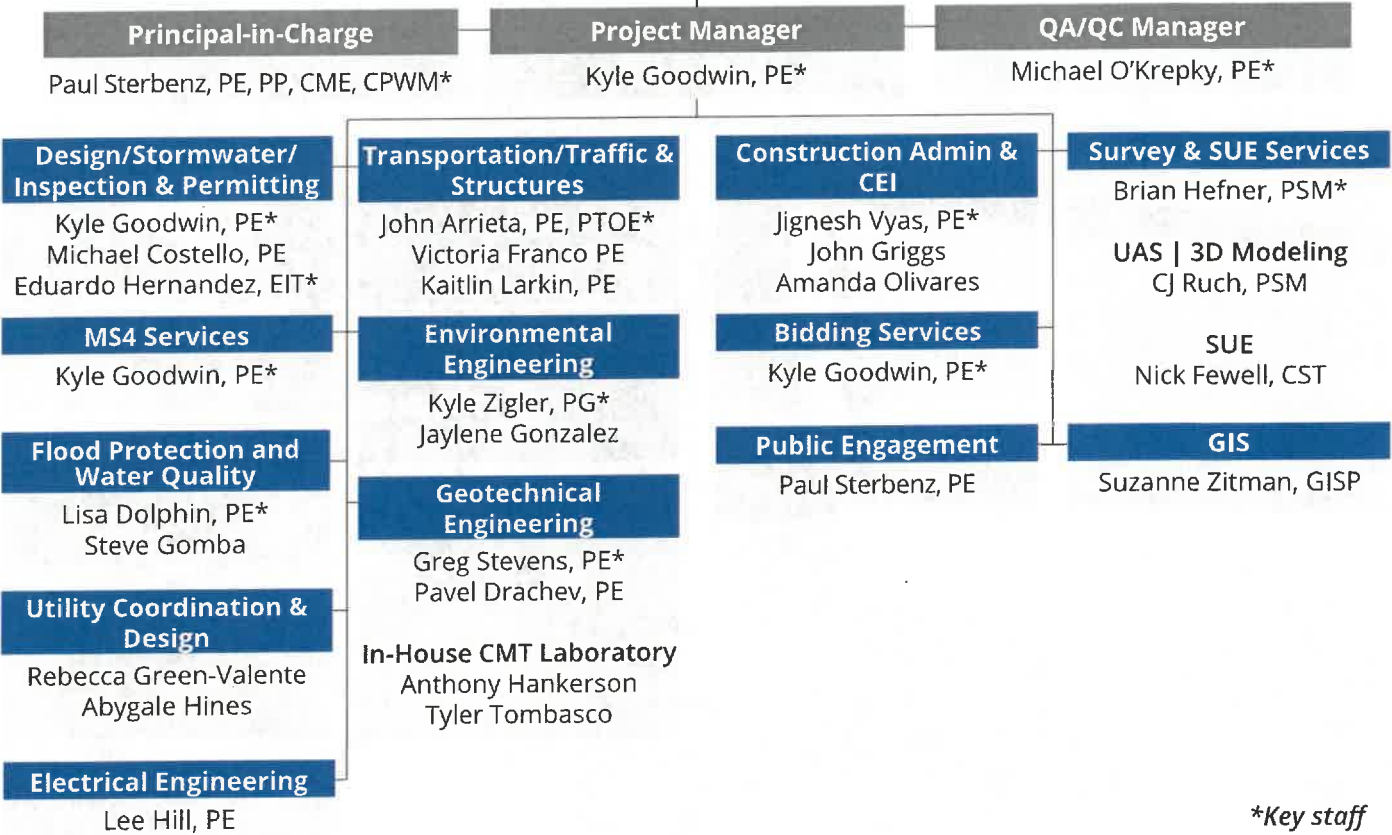 Principal-in-Charge
Paul Sterbenz, PE, PP, CME, CPWM*
Project Manager
Kyle Goodwin, PE*
QA/QC Manager
Michael O'Krepky, PE*
Design/Stormwater/
Inspection & Permitting
Kyle Goodwin, PE*
Michael Costello, PE
Eduardo Hernandez, EIT*
MS4 Services
Kyle Goodwin, PE*
Flood Protection and
Water Quality
Lisa Dolphin, PE*
Steve Gomba
Utility Coordination &
Design
Rebecca Green-Valente
Abygale Hines
Electrical Engineering
Lee Hill, PE
Transportation/Traffic &
Structures
John Arrieta, PE, PTOE*
Victoria Franco PE
Kaitlin Larkin, PE
Environmental
Engineering
Kyle Zigler, PG*
Jaylene Gonzalez
Geotechnical
Engineering
Greg Stevens, PE*
Pavel Drachev, PE
In-House CMT Laboratory
Anthony Hankerson
Tyler Tombasco
Construction Admin &
CEI
Jignesh Vyas, PE*
John Griggs
Amanda Olivares
Bidding Services
Kyle Goodwin, PE*
Public Engagement
Paul Sterbenz, PE
Survey & SUE Services
Brian Hefner, PSM*
UAS | 3D Modeling
CJ Ruch, PSM
SUE
Nick Fewell, CST
GIS
Suzanne Zitman, GISP
*Key staff